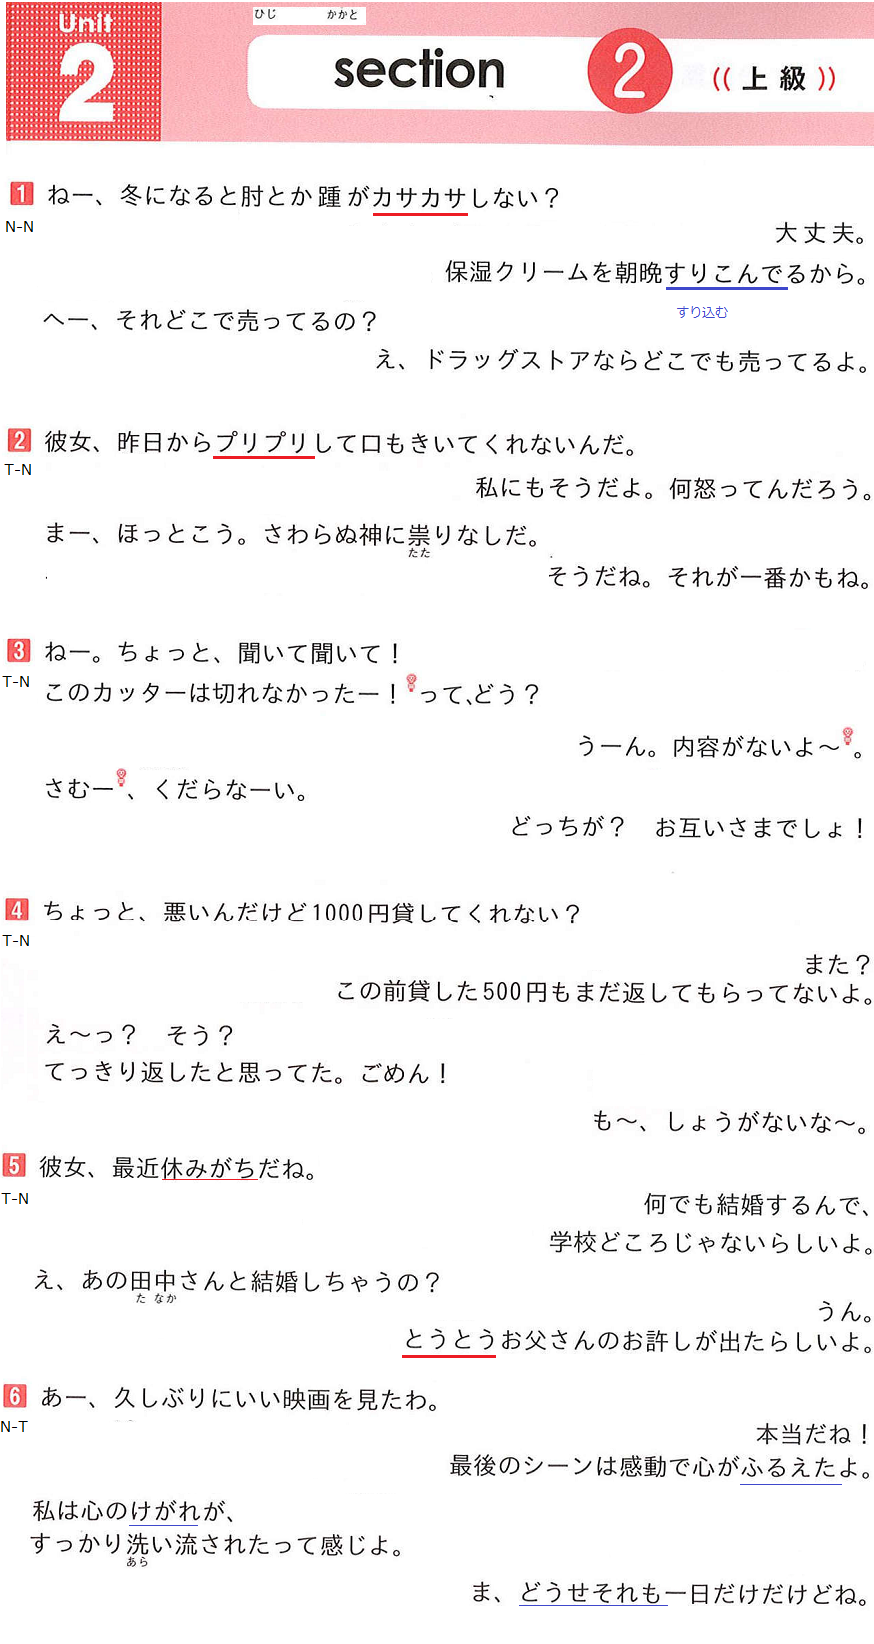 Unit
2
ひじ かかと
section
2
((上級))
1 ねー、冬になると肘とか踵がカサカサしない？
N-N
大丈夫。
保湿クリームを朝晩すりこんでるから。
すり込む
へー、それどこで売ってるの？
え、ドラッグストアならどこでも売ってるよ。
2 彼女、昨日からプリプリして口もきいてくれないんだ。
T-N
私にもそうだよ。何怒ってんだろう。
まー、ほっとこう。さわらぬ神に祟りなしだ。
たた
そうだね。それが一番かもね。
3 ねー。ちょっと、聞いて聞いて！
T-N
このカッターは切れなかったー！って、どう？
うーん。内容がないよ〜。
さむー、くだらなーい。
どっちが？　お互いさまでしょ！
4 ちょっと、悪いんだけど1000円貸してくれない？
T-N
また？
この前貸した500円もまだ返してもらってないよ。
え〜っ？　そう？
てっきり返したと思ってた。ごめん！
も〜、しょうがないな〜。
5 彼女、最近休みがちだね。
T-N
何でも結婚するんで、
学校どころじゃないらしいよ。
え、あの田中さんと結婚しちゃうの？
た なか
うん。
とうとうお父さんのお許しが出たらしいよ。
6 あー、久しぶりにいい映画を見たわ。
N-T
本当だね！
最後のシーンは感動で心がふるえたよ。
私は心のけがれが、
すっかり洗い流されたって感じよ。
あら
ま、どうせそれも一日だけだけどね。